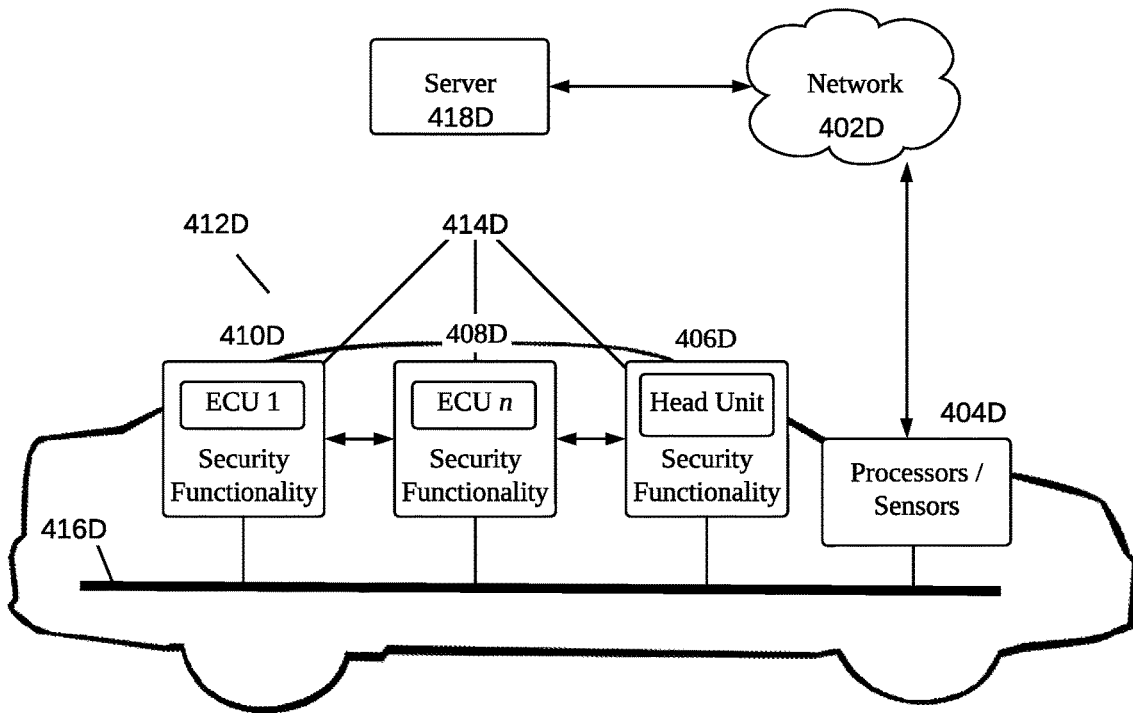 Server
418D
Network
402D
412D
414D
410D
408D
406D
404D
ECU 1
ECU n
Head Unit
Security
Functionality
Security
Functionality
Security
Functionality
Processors /
Sensors
416D